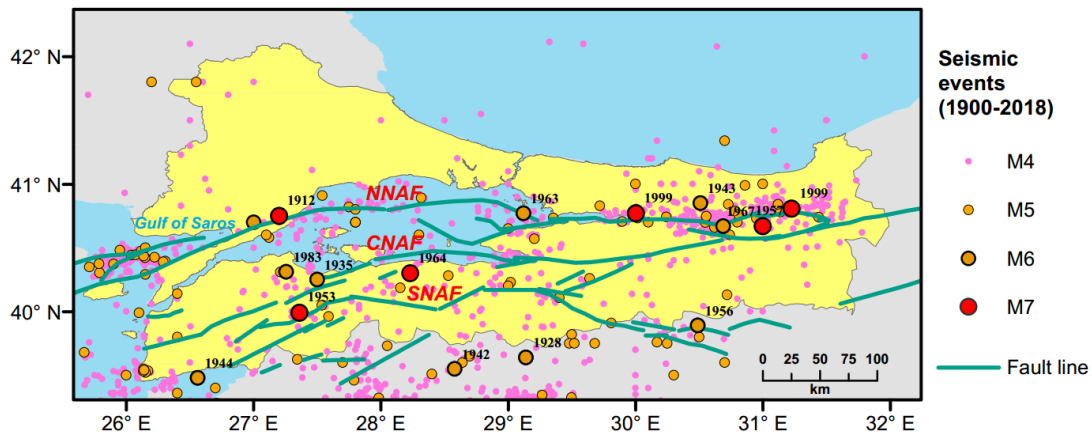 42° N
41° N
40° N
26° E
27° E
28° E
29° E
30° E
31° E
32° E
Gulf of Saros
NNAF
CNAF
SNAF
1912
1963
1999
1943
1967
1957
1999
1983
1935
1964
1953
1944
1942
1928
1956
0 25 50 75 100
km
Seismic
events
(1900-2018)
M4
M5
M6
M7
Fault line